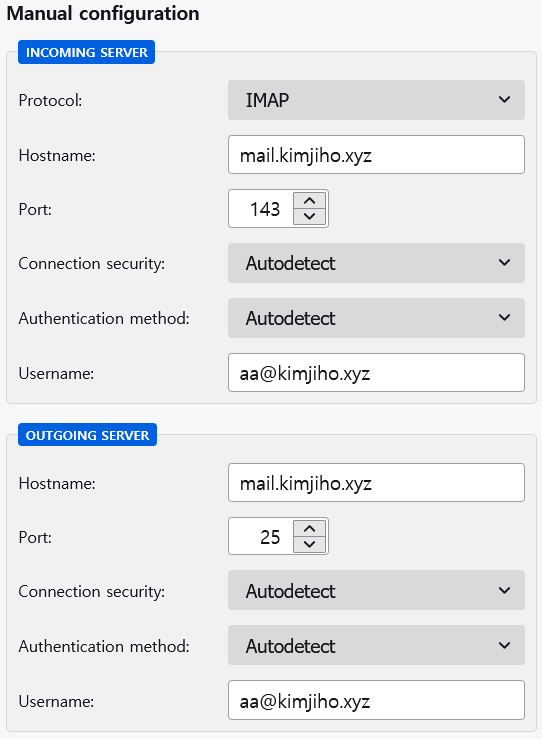 Manual configuration
INCOMING SERVER
Protocol: IMAP
Hostname: mail.kimjiho.xyz
Port: 143
Connection security: Autodetect
Authentication method: Autodetect
Username: aa@kimjiho.xyz
OUTGOING SERVER
Hostname: mail.kimjiho.xyz
Port: 25
Connection security: Autodetect
Authentication method: Autodetect
Username: aa@kimjiho.xyz